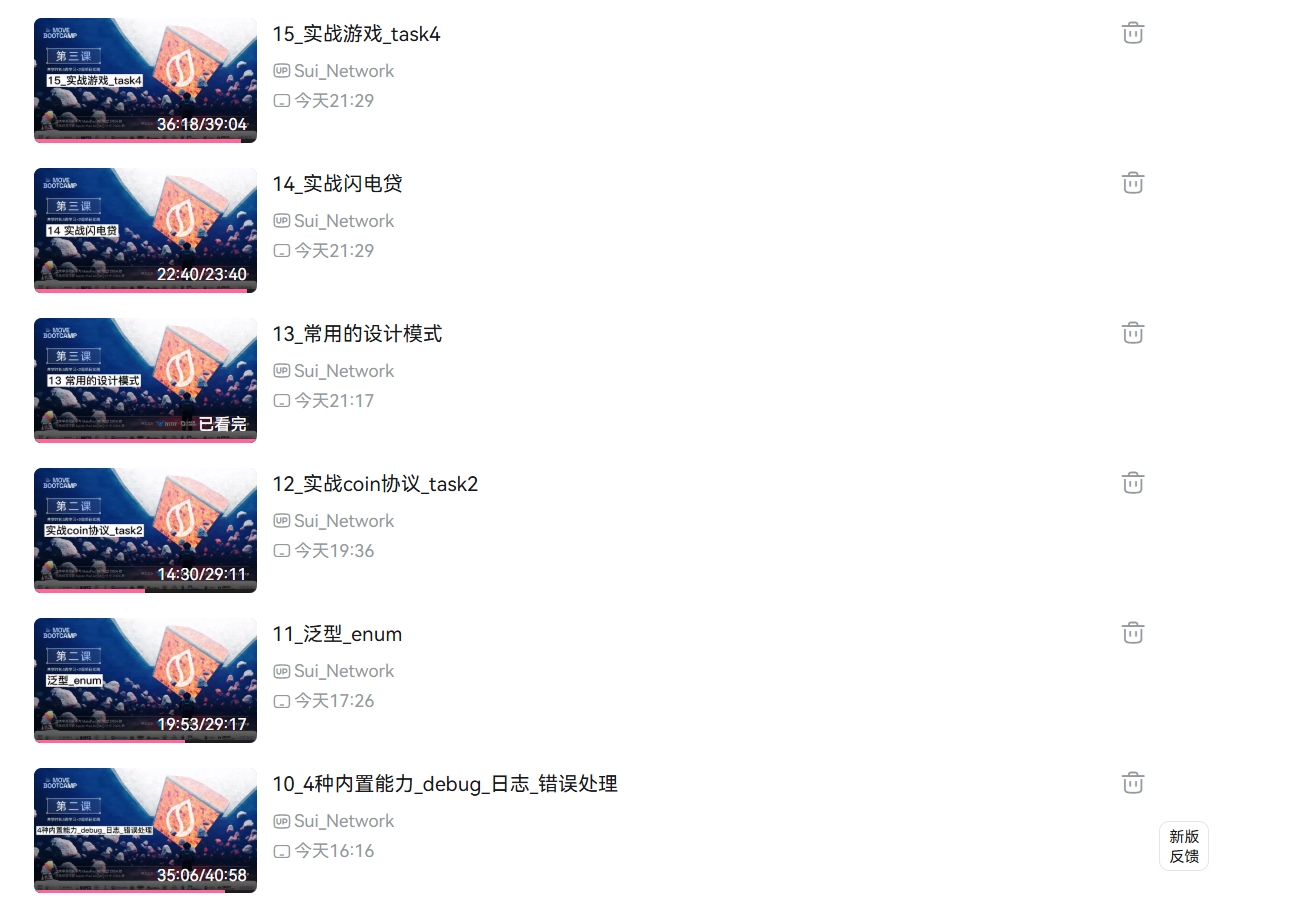 MOVE
BOOTCAMP
第三课
15_实战游戏_task4
36:18/39:04
15_实战游戏_task4
UP Sui_Network
今天21:29
MOVE
BOOTCAMP
第三课
14 实战闪电贷
22:40/23:40
14_实战闪电贷
UP Sui_Network
今天21:29
MOVE
BOOTCAMP
第三课
13 常用的设计模式
已看完
13_常用的设计模式
UP Sui_Network
今天21:17
MOVE
BOOTCAMP
第二课
实战coin协议_task2
14:30/29:11
12_实战coin协议_task2
UP Sui_Network
今天19:36
MOVE
BOOTCAMP
第二课
泛型_enum
19:53/29:17
11_泛型_enum
UP Sui_Network
今天17:26
MOVE
BOOTCAMP
第二课
4种内置能力_debug_日志_错误处理
35:06/40:58
10_4种内置能力_debug_日志_错误处理
UP Sui_Network
今天16:16
新版
反馈